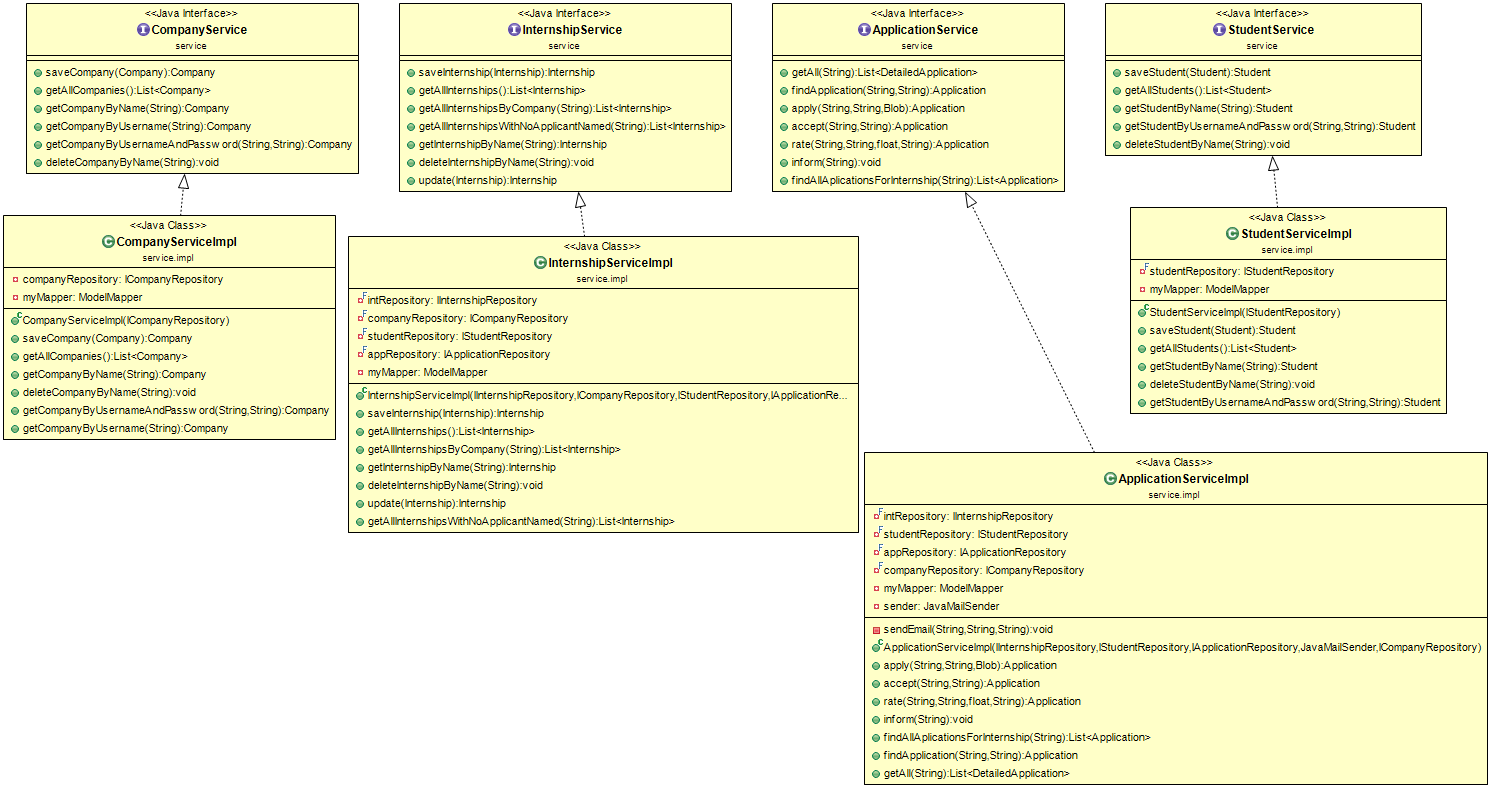 <<Java Interface>>
CompanyService
service
saveCompany(Company):Company
getAllCompanies():List<Company>
getCompanyByName(String):Company
getCompanyByUsername(String):Company
getCompanyByUsernameAndPassw ord(String,String):Company
deleteCompanyByName(String):void
<<Java Interface>>
InternshipService
service
saveInternship(Internship):Internship
getAllInternships():List<Internship>
getAllInternshipsByCompany(String):List<Internship>
getAllInternshipsWithNoApplicantNamed(String):List<Internship>
getInternshipByName(String):Internship
deleteInternshipByName(String):void
update(Internship):Internship
<<Java Interface>>
ApplicationService
service
getAll(String):List<DetailedApplication>
findApplication(String,String):Application
apply(String,String,Blob):Application
accept(String,String):Application
rate(String,String,float,String):Application
inform(String):void
findAllAplicationsForInternship(String):List<Application>
<<Java Interface>>
StudentService
service
saveStudent(Student):Student
getAllStudents():List<Student>
getStudentByName(String):Student
getStudentByUsernameAndPassw ord(String,String):Student
deleteStudentByName(String):void
<<Java Class>>
CompanyServiceImpl
service.impl
companyRepository: ICompanyRepository
myMapper: ModelMapper
CompanyServiceImpl(ICompanyRepository)
saveCompany(Company):Company
getAllCompanies():List<Company>
getCompanyByName(String):Company
deleteCompanyByName(String):void
getCompanyByUsernameAndPassw ord(String,String):Company
getCompanyByUsername(String):Company
<<Java Class>>
InternshipServiceImpl
service.impl
intRepository: IInternshipRepository
companyRepository: ICompanyRepository
studentRepository: IStudentRepository
appRepository: IApplicationRepository
myMapper: ModelMapper
InternshipServiceImpl(IInternshipRepository,ICompanyRepository,IStudentRepository,IApplicationRe...
saveInternship(Internship):Internship
getAllInternships():List<Internship>
getAllInternshipsByCompany(String):List<Internship>
getInternshipByName(String):Internship
deleteInternshipByName(String):void
update(Internship):Internship
getAllInternshipsWithNoApplicantNamed(String):List<Internship>
<<Java Class>>
StudentServiceImpl
service.impl
studentRepository: IStudentRepository
myMapper: ModelMapper
StudentServiceImpl(IStudentRepository)
saveStudent(Student):Student
getAllStudents():List<Student>
getStudentByName(String):Student
deleteStudentByName(String):void
getStudentByUsernameAndPassw ord(String,String):Student
<<Java Class>>
ApplicationServiceImpl
service.impl
intRepository: IInternshipRepository
studentRepository: IStudentRepository
appRepository: IApplicationRepository
companyRepository: ICompanyRepository
myMapper: ModelMapper
sender: JavaMailSender
sendEmail(String,String,String):void
ApplicationServiceImpl(IInternshipRepository,IStudentRepository,IApplicationRepository,JavaMailSender,ICompanyRepository)
apply(String,String,Blob):Application
accept(String,String):Application
rate(String,String,float,String):Application
inform(String):void
findAllAplicationsForInternship(String):List<Application>
findApplication(String,String):Application
getAll(String):List<DetailedApplication>